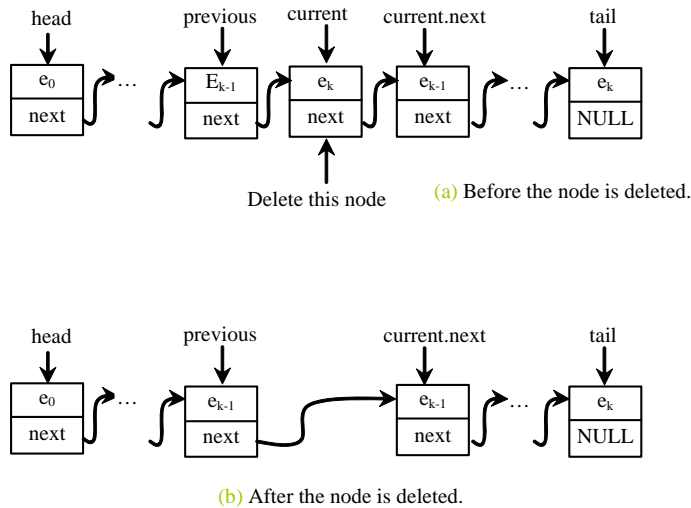 head previous current current.next tail
e0 … Ek-1 ek ek-1 … ek
next next next next NULL
Delete this node
(a) Before the node is deleted.
head previous current.next tail
e0 … ek-1 ek-1 … ek
next next next NULL
(b) After the node is deleted.